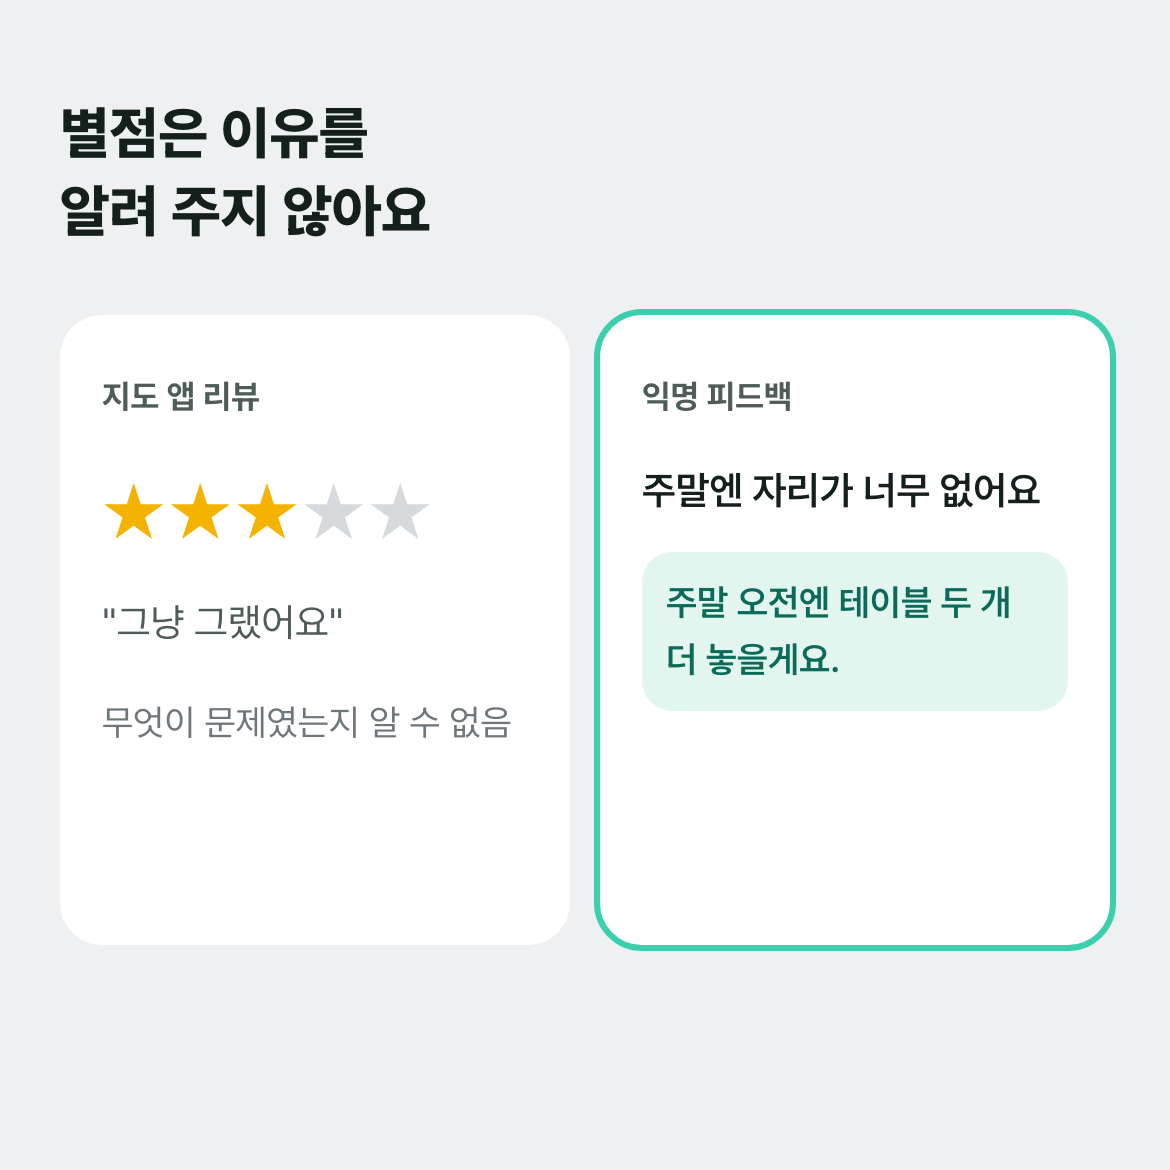 별점은 이유를
알려 주지 않아요
지도 앱 리뷰
"그냥 그랬어요"
무엇이 문제였는지 알 수 없음
익명 피드백
주말엔 자리가 너무 없어요
주말 오전엔 테이블 두 개
더 놓을게요.